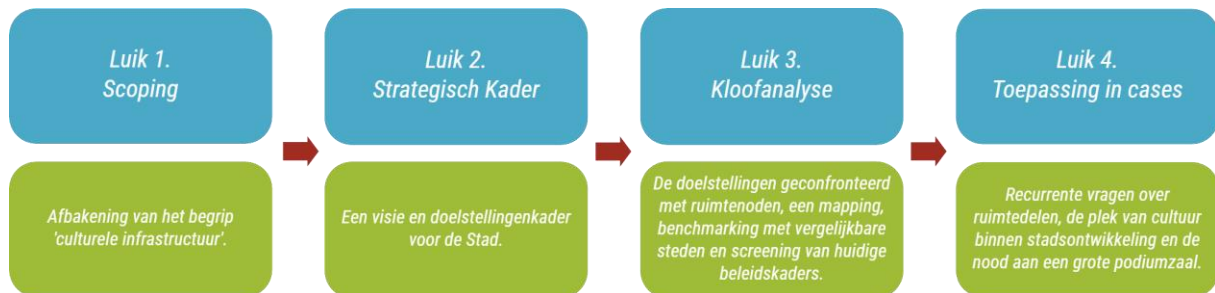 Luik 1.
Scoping
Luik 2.
Strategisch Kader
Luik 3.
Kloofanalyse
Luik 4.
Toepassing in cases
Afbakening van het begrip
'culturele infrastructuur'.
Een visie en doelstellingenkader
voor de Stad.
De doelstellingen geconfronteerd
met ruimtenoden, een mapping,
benchmarking met vergelijkbare
steden en screening van huidige
beleidskaders.
Recurrente vragen over
ruimtedelen, de plek van cultuur
binnen stadsontwikkeling en de
nood aan een grote podiumzaal.